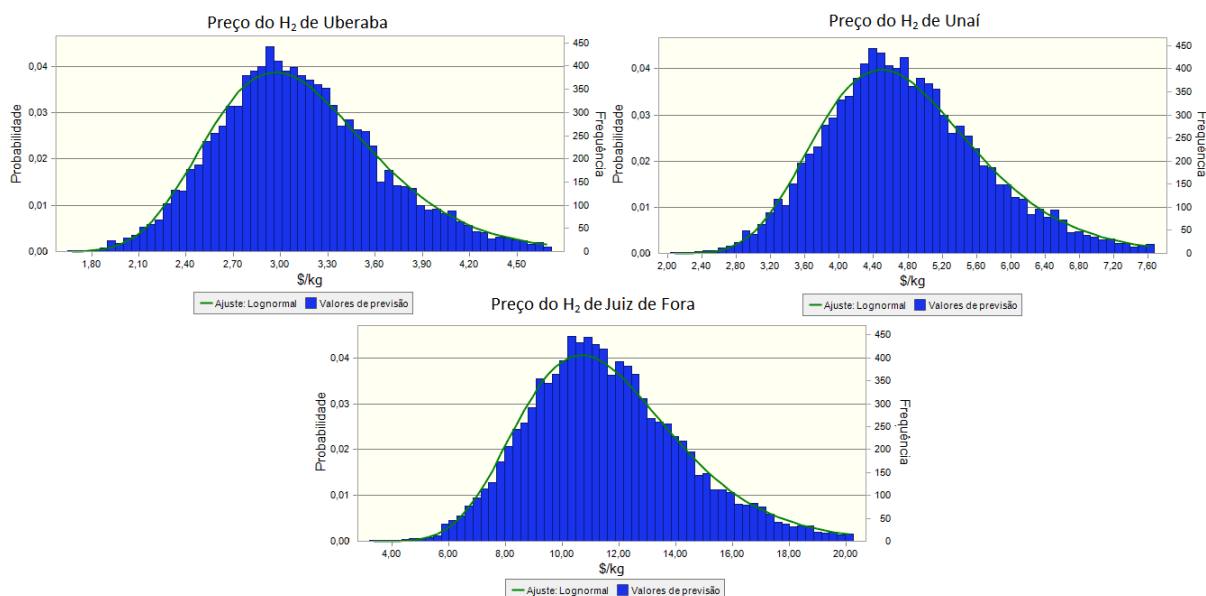 Preço do H₂ de Uberaba
Probabilidade
0,04
0,03
0,02
0,01
0,00
450
400
350
300
250
200
150
100
50
0
Frequência
1,80 2,10 2,40 2,70 3,00 3,30 3,60 3,90 4,20 4,50
$/kg
Ajuste: Lognormal Valores de previsão
Preço do H₂ de Unaí
Probabilidade
0,04
0,03
0,02
0,01
0,00
450
400
350
300
250
200
150
100
50
0
Frequência
2,00 2,40 2,80 3,20 3,60 4,00 4,40 4,80 5,20 5,60 6,00 6,40 6,80 7,20 7,60
$/kg
Ajuste: Lognormal Valores de previsão
Preço do H₂ de Juiz de Fora
Probabilidade
0,04
0,03
0,02
0,01
0,00
450
400
350
300
250
200
150
100
50
0
Frequência
4,00 6,00 8,00 10,00 12,00 14,00 16,00 18,00 20,00
$/kg
Ajuste: Lognormal Valores de previsão